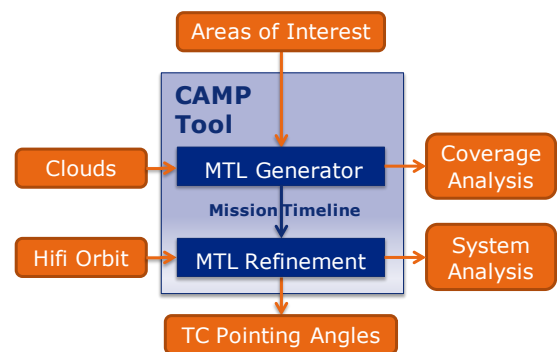 Areas of Interest
CAMP
Tool
Clouds
MTL Generator
Coverage
Analysis
Mission Timeline
Hifi Orbit
MTL Refinement
System
Analysis
TC Pointing Angles